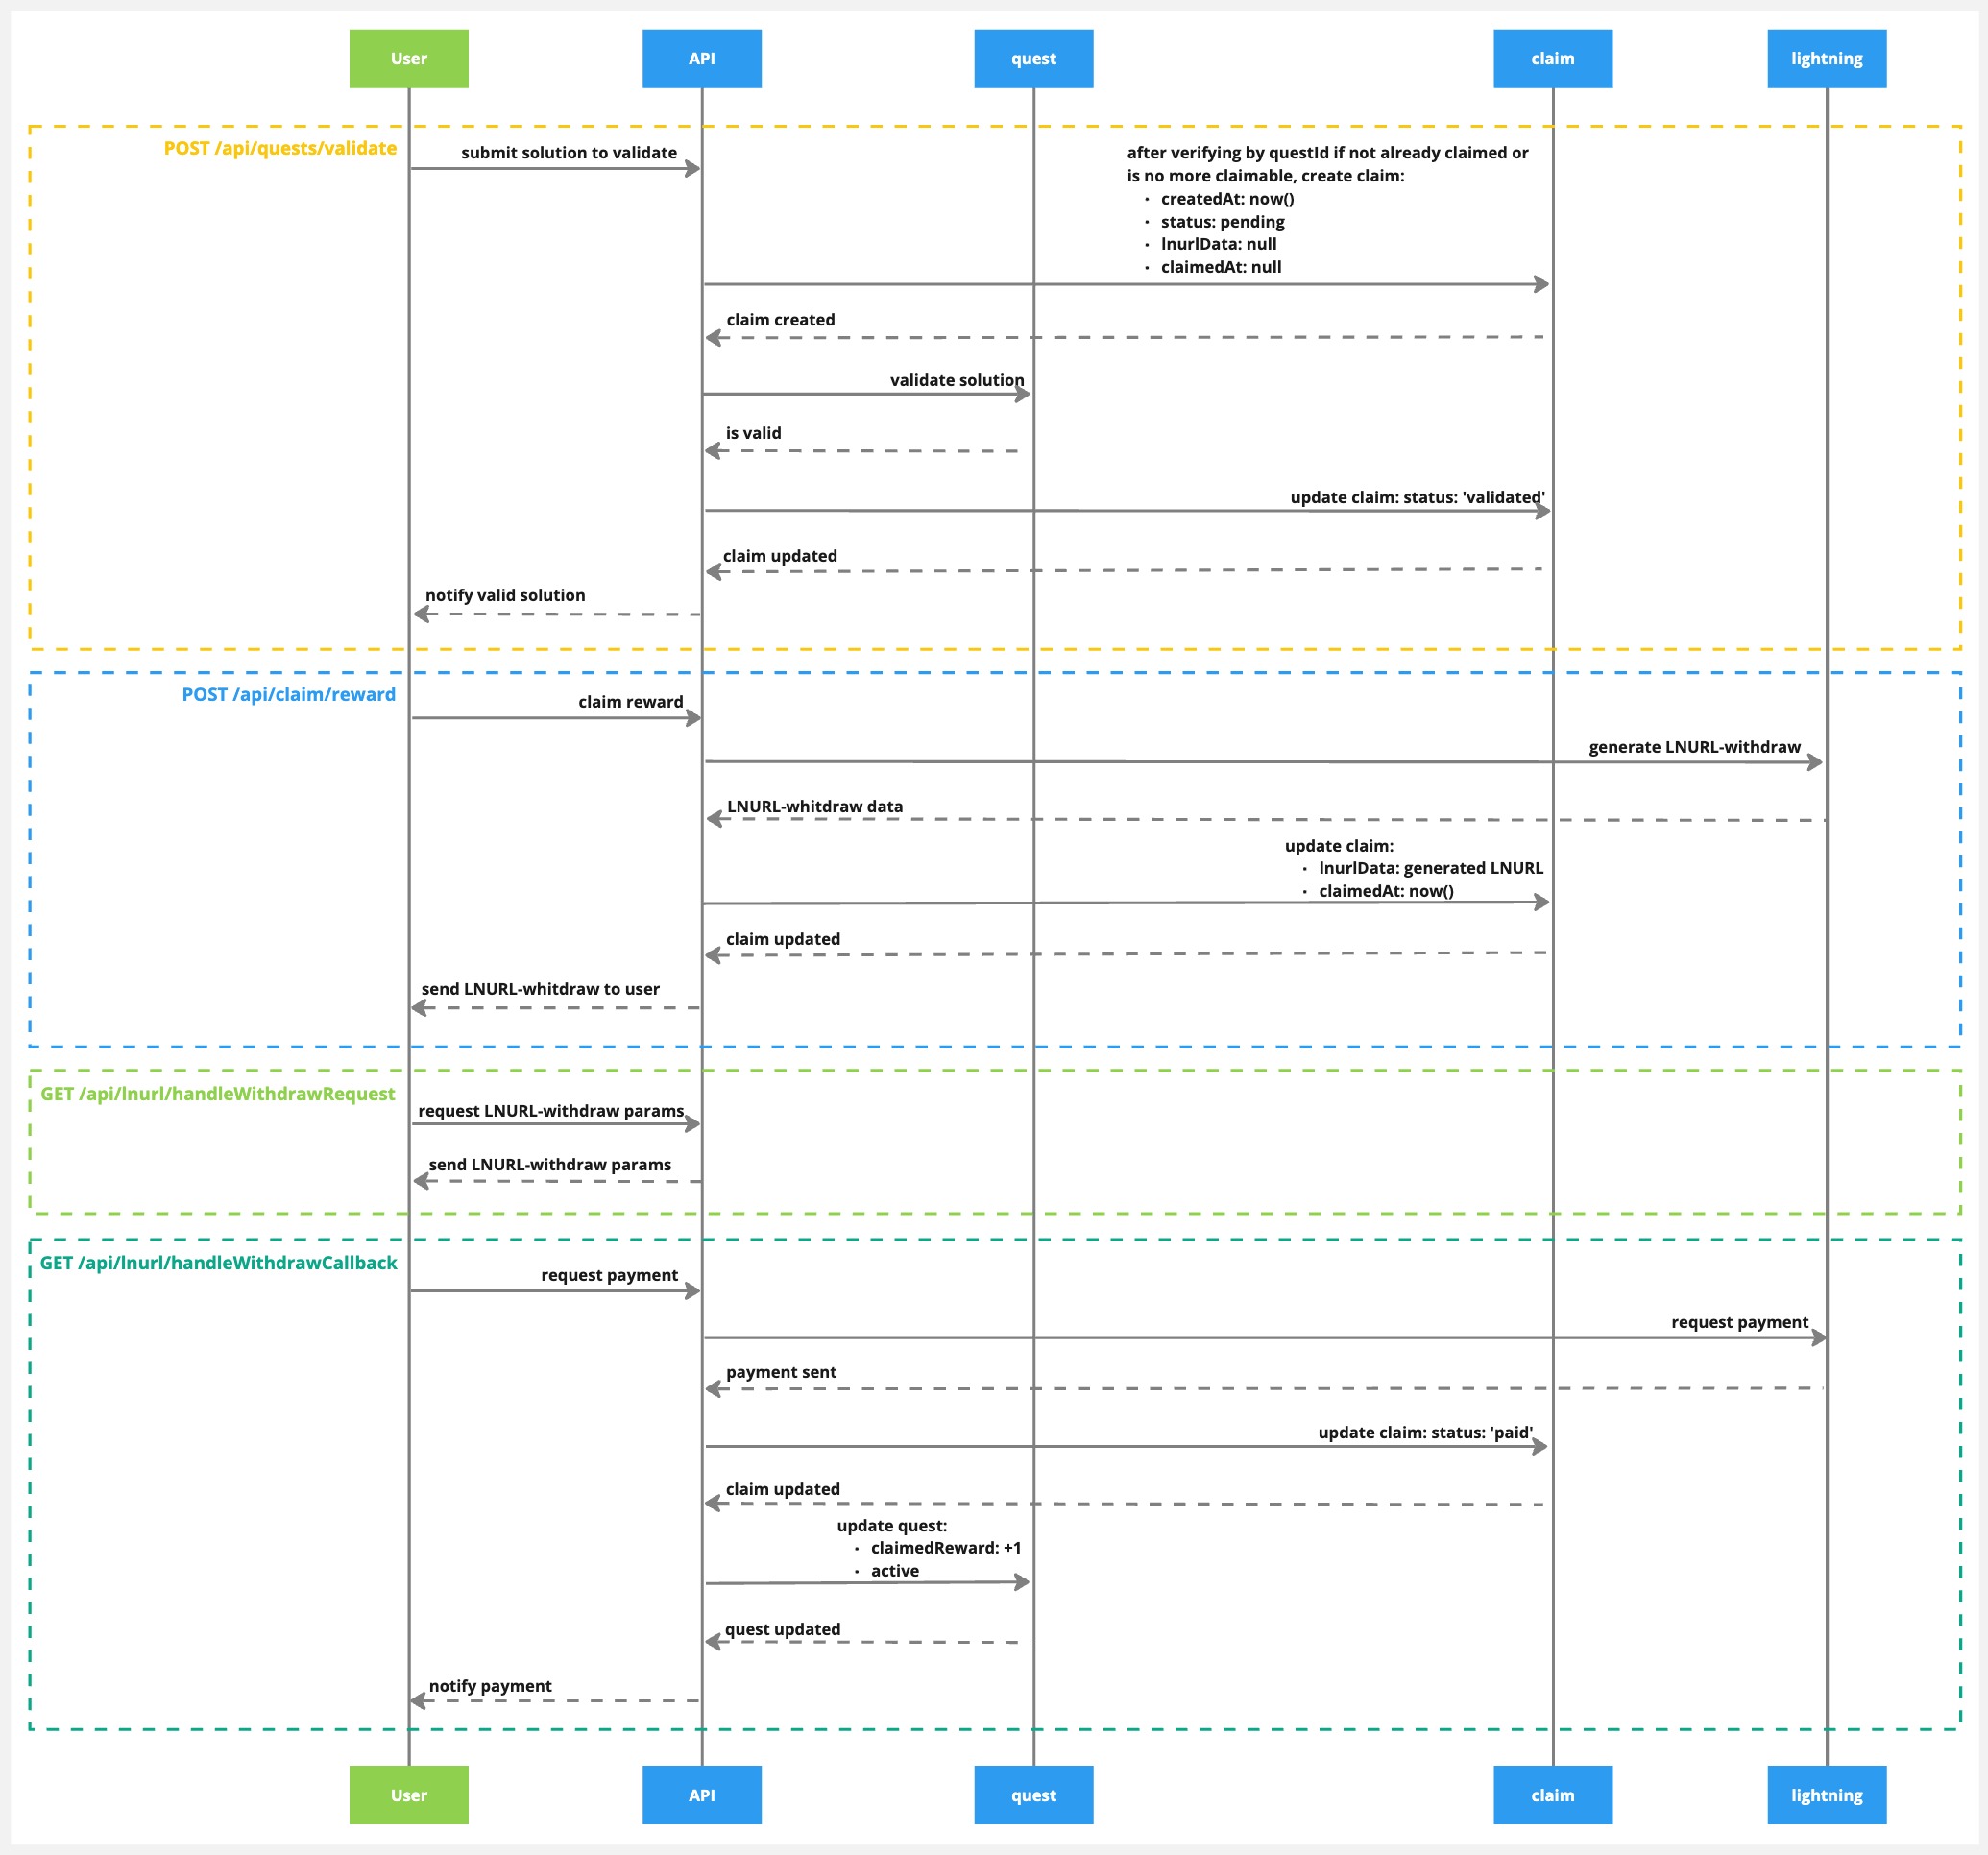 User
API
quest
claim
lightning
POST /api/quests/validate
submit solution to validate
after verifying by questId if not already claimed or
is no more claimable, create claim:
· createdAt: now()
· status: pending
· lnurlData: null
· claimedAt: null
claim created
validate solution
is valid
update claim: status: 'validated'
claim updated
notify valid solution
POST /api/claim/reward
claim reward
generate LNURL-withdraw
LNURL-whitdraw data
update claim:
· lnurlData: generated LNURL
· claimedAt: now()
claim updated
send LNURL-whitdraw to user
GET /api/lnurl/handleWithdrawRequest
request LNURL-withdraw params
send LNURL-withdraw params
GET /api/lnurl/handleWithdrawCallback
request payment
request payment
payment sent
update claim: status: 'paid'
claim updated
update quest:
· claimedReward: +1
· active
quest updated
notify payment
User
API
quest
claim
lightning